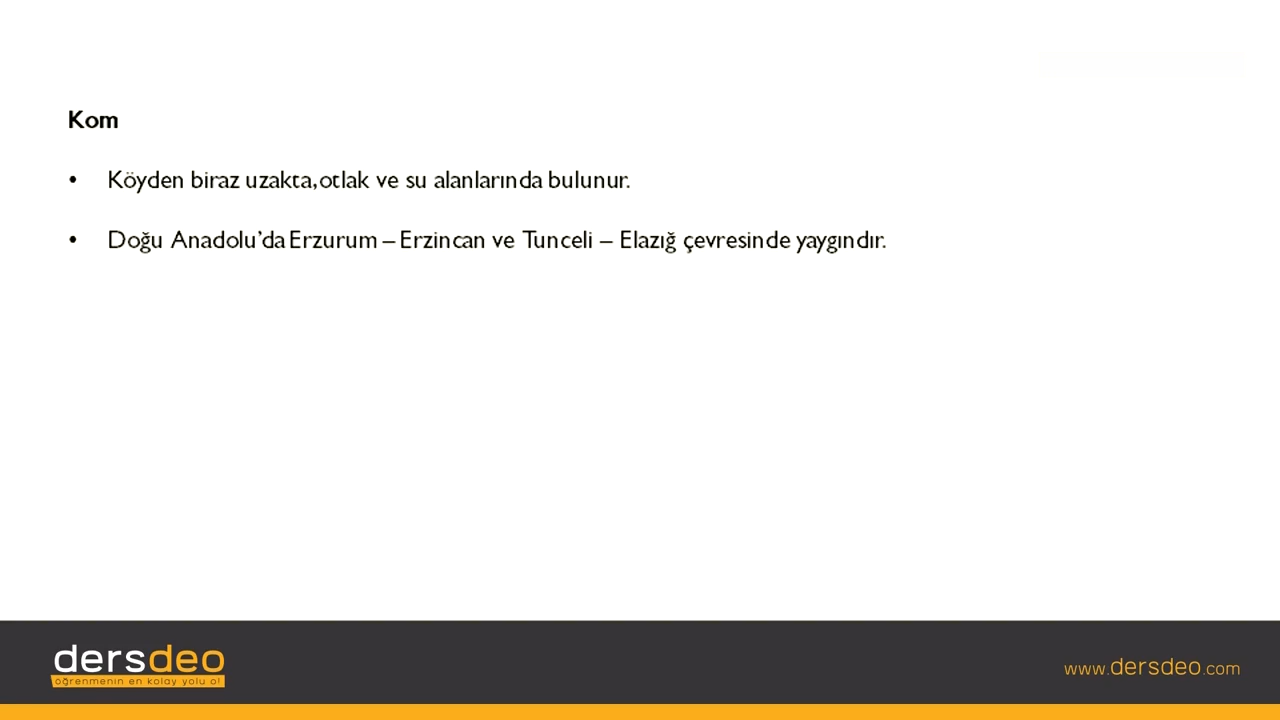 Kom
• Köyden biraz uzakta,otlak ve su alanlarında bulunur.
• Doğu Anadolu’da Erzurum – Erzincan ve Tunceli – Elazığ çevresinde yaygındır.
dersdeo
öğrenmenin en kolay yolu o!
www.dersdeo.com